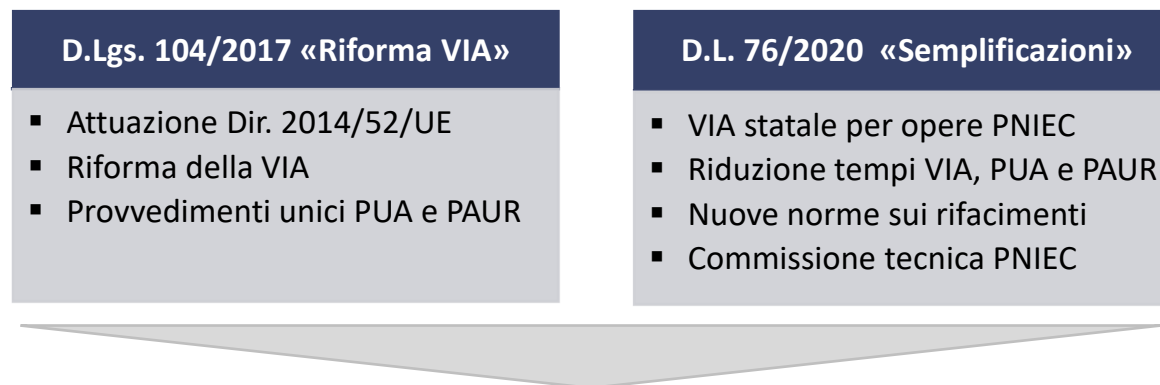 D.Lgs. 104/2017 «Riforma VIA»
▪ Attuazione Dir. 2014/52/UE
▪ Riforma della VIA
▪ Provvedimenti unici PUA e PAUR
D.L. 76/2020 «Semplificazioni»
▪ VIA statale per opere PNIEC
▪ Riduzione tempi VIA, PUA e PAUR
▪ Nuove norme sui rifacimenti
▪ Commissione tecnica PNIEC